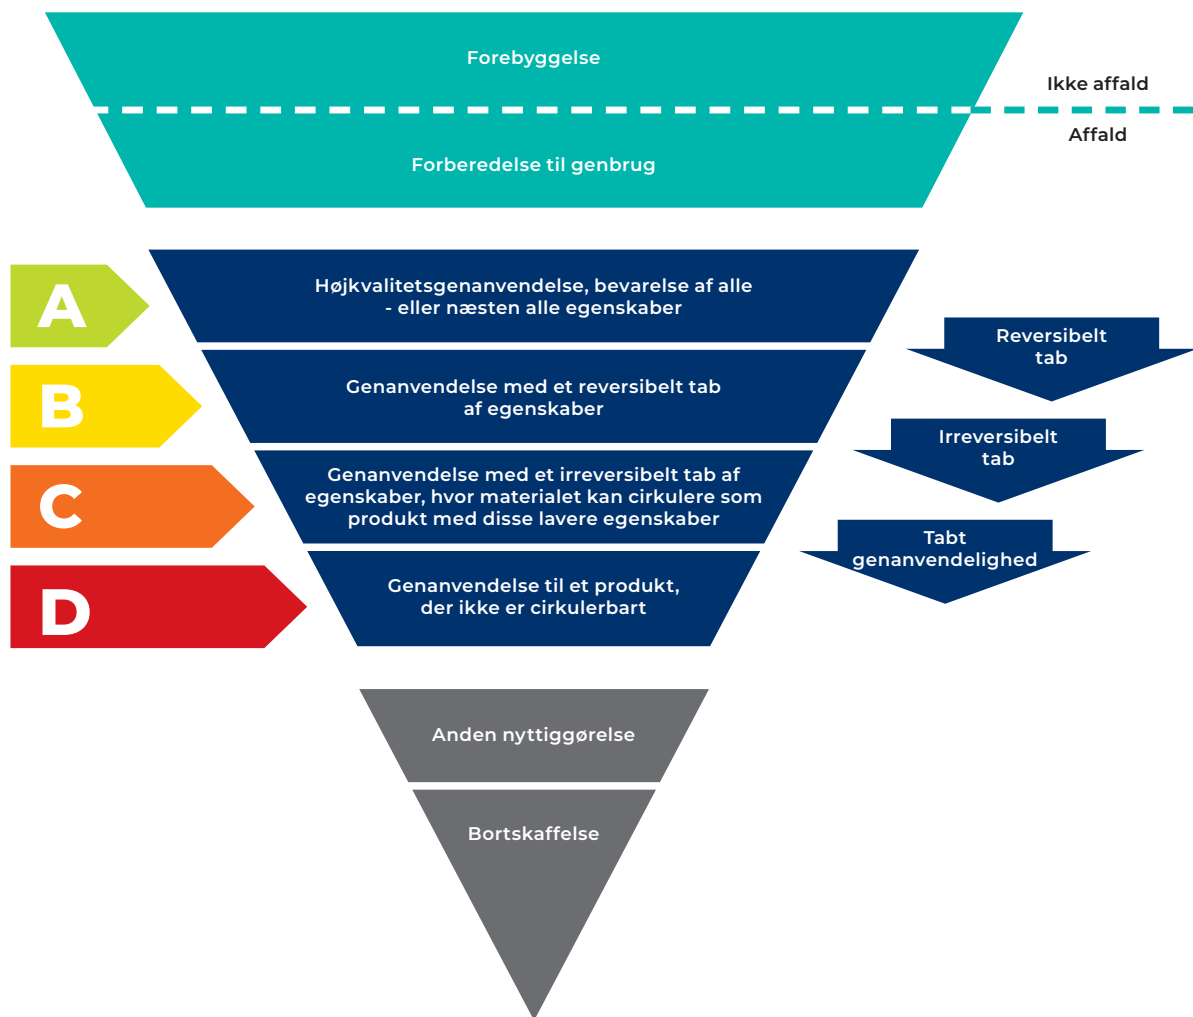 Forebyggelse
Ikke affald
Affald
Forberedelse til genbrug
A
Højkvalitetsgenanvendelse, bevarelse af alle
- eller næsten alle egenskaber
Reversibelt
tab
B
Genanvendelse med et reversibelt tab
af egenskaber
Irreversibelt
tab
C
Genanvendelse med et irreversibelt tab af
egenskaber, hvor materialet kan cirkulere som
produkt med disse lavere egenskaber
Tabt
genanvendelighed
D
Genanvendelse til et produkt,
der ikke er cirkulerbart
Anden nyttiggørelse
Bortskaffelse